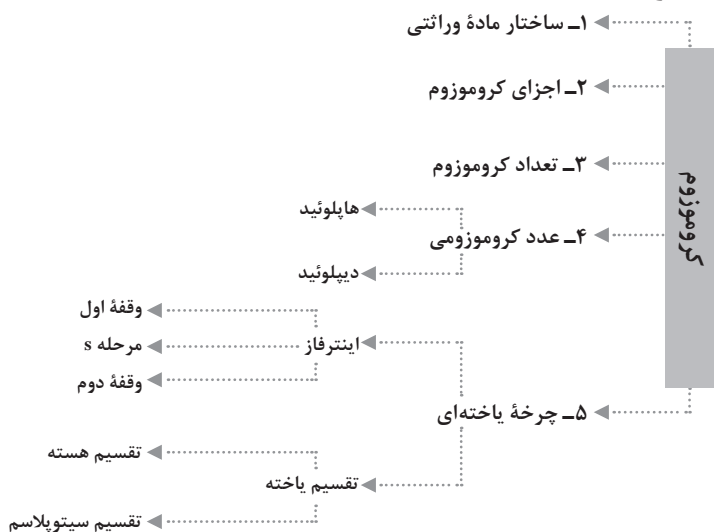 کروموزوم
۱ـ ساختار مادهٔ وراثتی
۲ـ اجزای کروموزوم
۳ـ تعداد کروموزوم
۴ـ عدد کروموزومی
هاپلوئید
دیپلوئید
۵ـ چرخهٔ یاخته‌ای
اینترفاز
وقفهٔ اول
مرحله s
وقفهٔ دوم
تقسیم یاخته
تقسیم هسته
تقسیم سیتوپلاسم